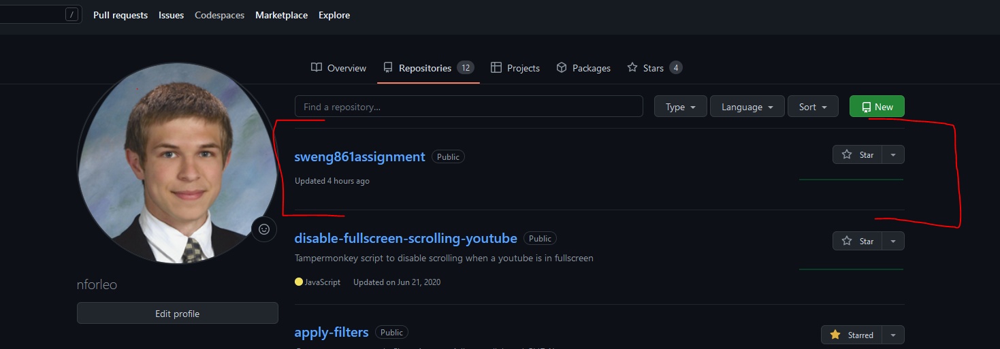 / Pull requests Issues Codespaces Marketplace Explore
Overview Repositories 12 Projects Packages Stars 4
Find a repository... Type Language Sort New
sweng861assignment Public Star
Updated 4 hours ago
disable-fullscreen-scrolling-youtube Public Star
Tampermonkey script to disable scrolling when a youtube is in fullscreen
JavaScript Updated on Jun 21, 2020
nforleo
Edit profile
apply-filters Public Starred